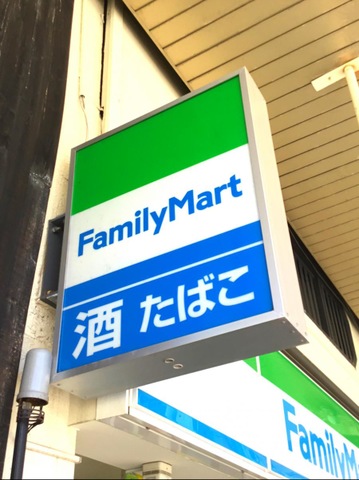 FamilyMart
酒 たばこ
FamilyM